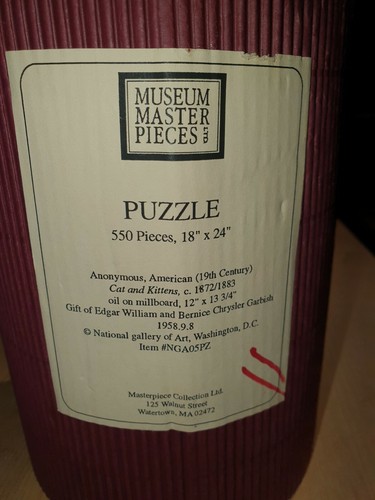 MUSEUM
MASTER
PIECES LTD
PUZZLE
550 Pieces, 18" x 24"
Anonymous, American (19th Century)
Cat and Kittens, c. 1872/1883
oil on millboard, 12" x 13 3/4"
Gift of Edgar William and Bernice Chrysler Garbish
1958.9.8
© National gallery of Art, Washington, D.C.
Item #NGA05PZ
Masterpiece Collection Ltd.
125 Walnut Street
Watertown, MA 02472